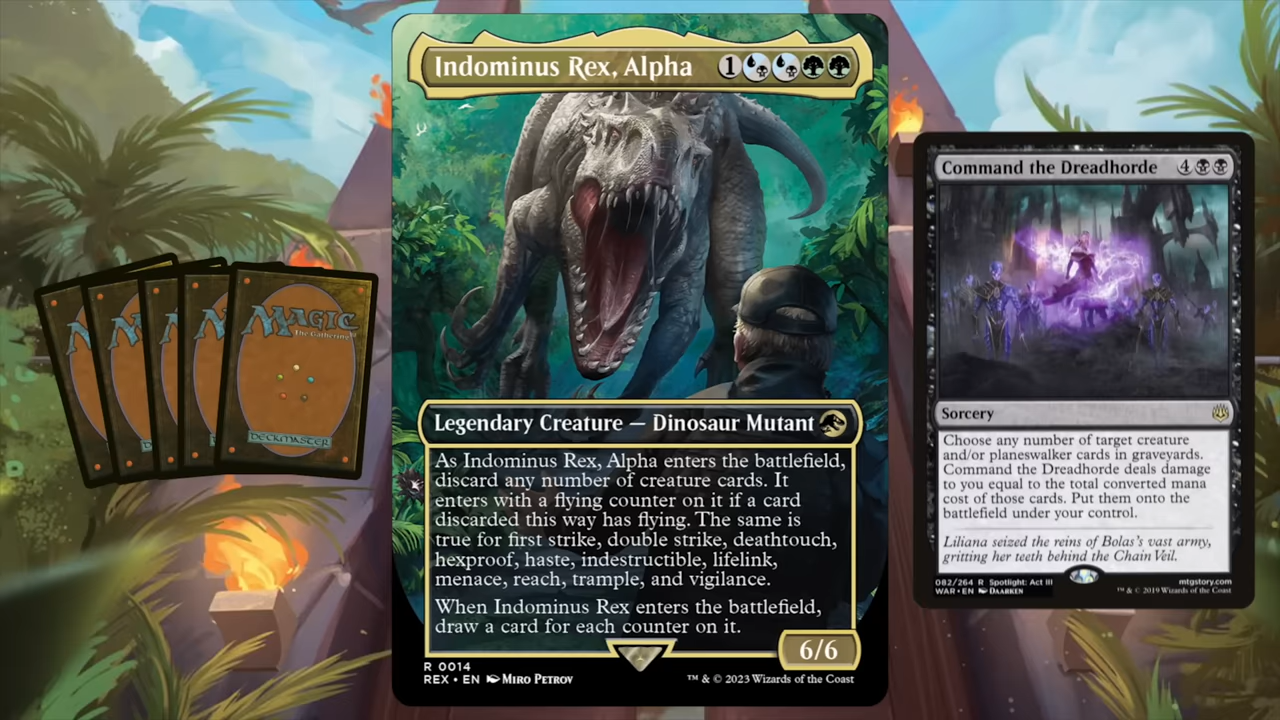 MAGIC
The Gathering
DECKMASTER
Indominus Rex, Alpha 1
Legendary Creature — Dinosaur Mutant
As Indominus Rex, Alpha enters the battlefield,
discard any number of creature cards. It
enters with a flying counter on it if a card
discarded this way has flying. The same is
true for first strike, double strike, deathtouch,
hexproof, haste, indestructible, lifelink,
menace, reach, trample, and vigilance.
When Indominus Rex enters the battlefield,
draw a card for each counter on it.
6/6
R 0014
REX • EN Miro Petrov
™ & © 2023 Wizards of the Coast
Command the Dreadhorde 4
Sorcery
Choose any number of target creature
and/or planeswalker cards in graveyards.
Command the Dreadhorde deals damage
to you equal to the total converted mana
cost of those cards. Put them onto the
battlefield under your control.
Liliana seized the reins of Bolas's vast army,
gritting her teeth behind the Chain Veil.
082/264 R Spotlight: Act III
WAR • EN Daarken
mtgstory.com
™ & © 2019 Wizards of the Coast